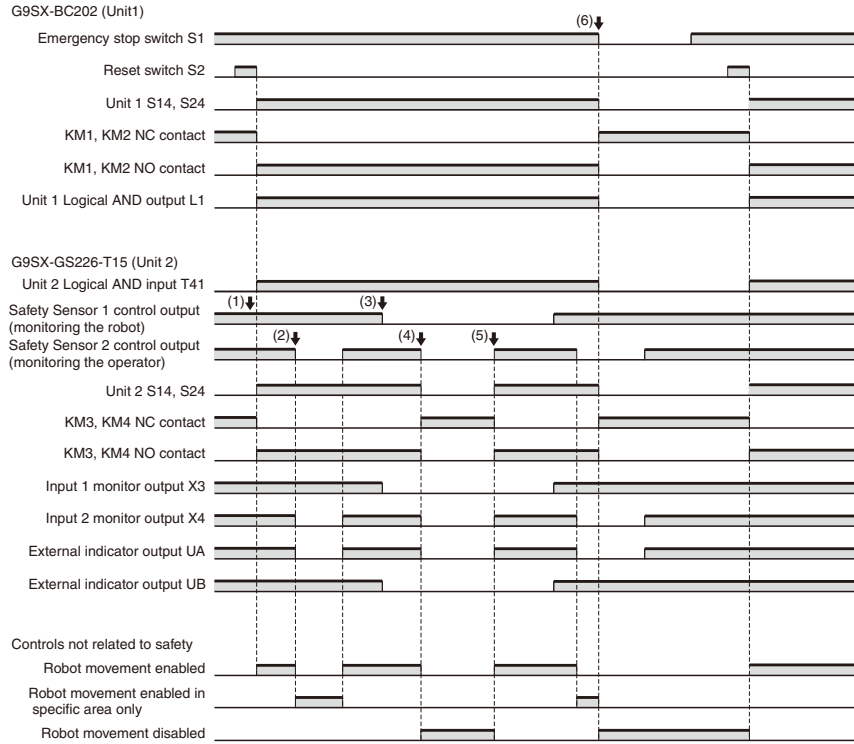 G9SX-BC202 (Unit1)
(6)
Emergency stop switch S1
Reset switch S2
Unit 1 S14, S24
KM1, KM2 NC contact
KM1, KM2 NO contact
Unit 1 Logical AND output L1
G9SX-GS226-T15 (Unit 2)
Unit 2 Logical AND input T41
(1)
(3)
Safety Sensor 1 control output
(monitoring the robot)
(2)
(4)
(5)
Safety Sensor 2 control output
(monitoring the operator)
Unit 2 S14, S24
KM3, KM4 NC contact
KM3, KM4 NO contact
Input 1 monitor output X3
Input 2 monitor output X4
External indicator output UA
External indicator output UB
Controls not related to safety
Robot movement enabled
Robot movement enabled in
specific area only
Robot movement disabled